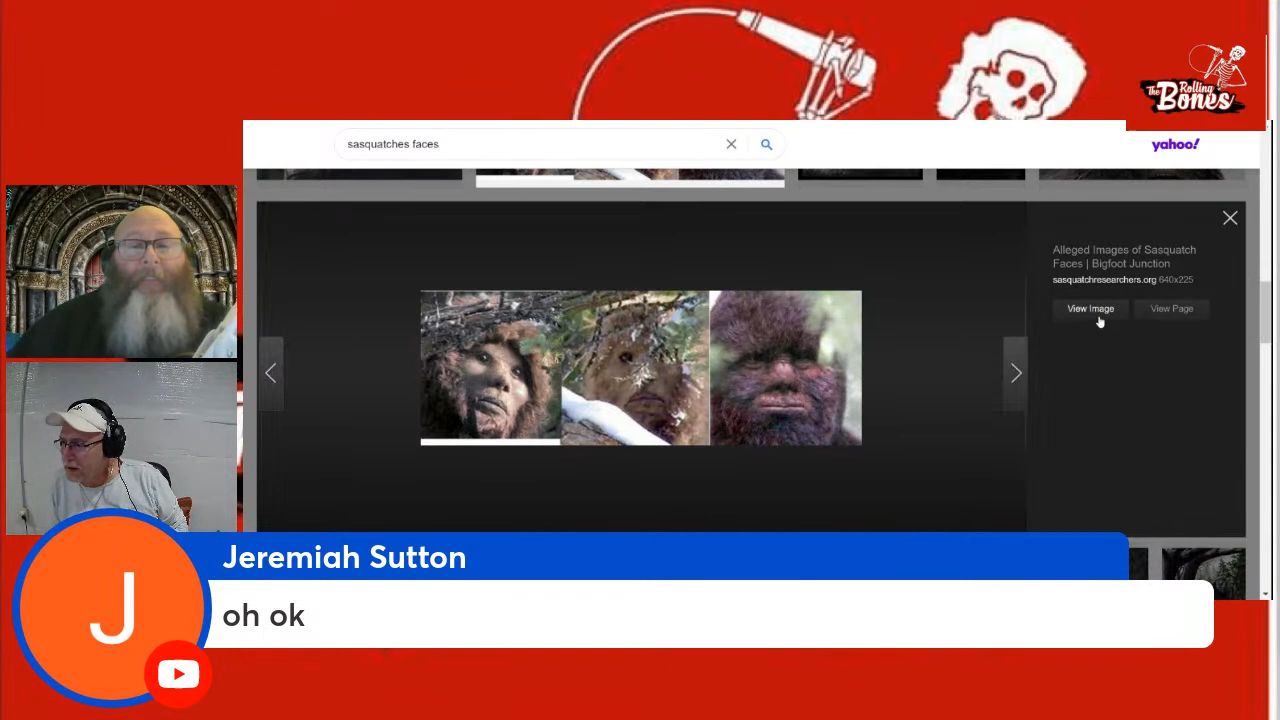 The Rolling
Bones
sasquatches faces
yahoo!
Alleged Images of Sasquatch
Faces | Bigfoot Junction
sasquatchresearchers.org 640x225
View Image
View Page
Jeremiah Sutton
J
oh ok